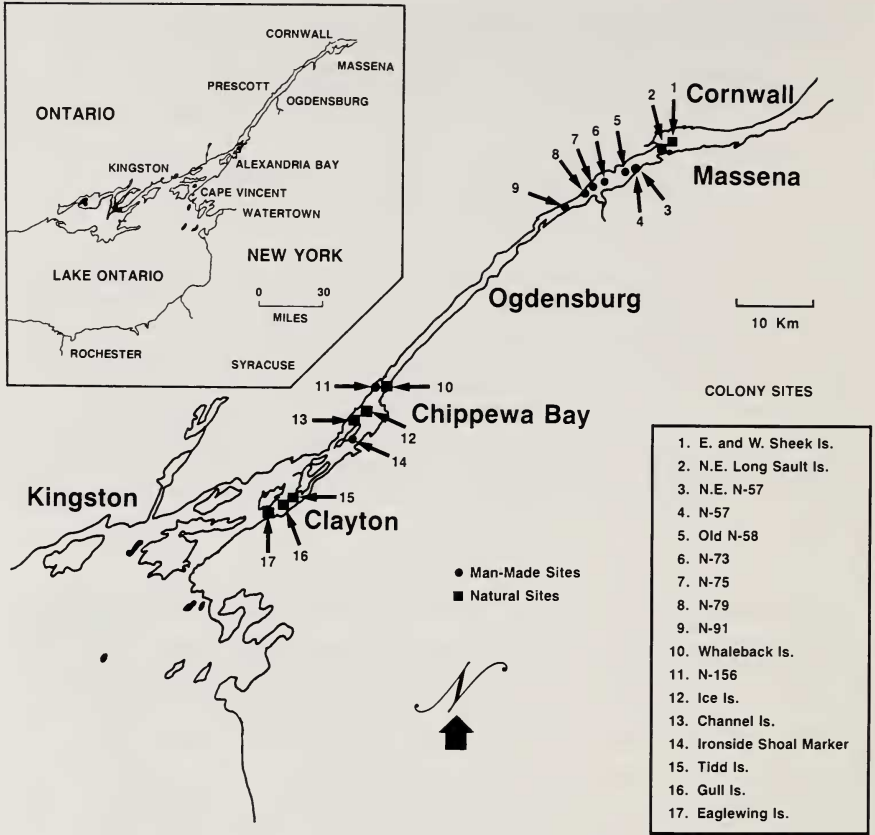 CORNWALL
MASSENA
PRESCOTT
OGDENSBURG
ONTARIO
KINGSTON
ALEXANDRIA BAY
CAPE VINCENT
WATERTOWN
NEW YORK
LAKE ONTARIO
0 30
MILES
ROCHESTER
SYRACUSE
Cornwall
2 1
5
6
7
8
9
4
3
Massena
Ogdensburg
10 Km
11
10
Chippewa Bay
13
12
14
Kingston
15
Clayton
16
17
● Man-Made Sites
■ Natural Sites
N
COLONY SITES
1. E. and W. Sheek Is.
2. N.E. Long Sault Is.
3. N.E. N-57
4. N-57
5. Old N-58
6. N-73
7. N-75
8. N-79
9. N-91
10. Whaleback Is.
11. N-156
12. Ice Is.
13. Channel Is.
14. Ironside Shoal Marker
15. Tidd Is.
16. Gull Is.
17. Eaglewing Is.